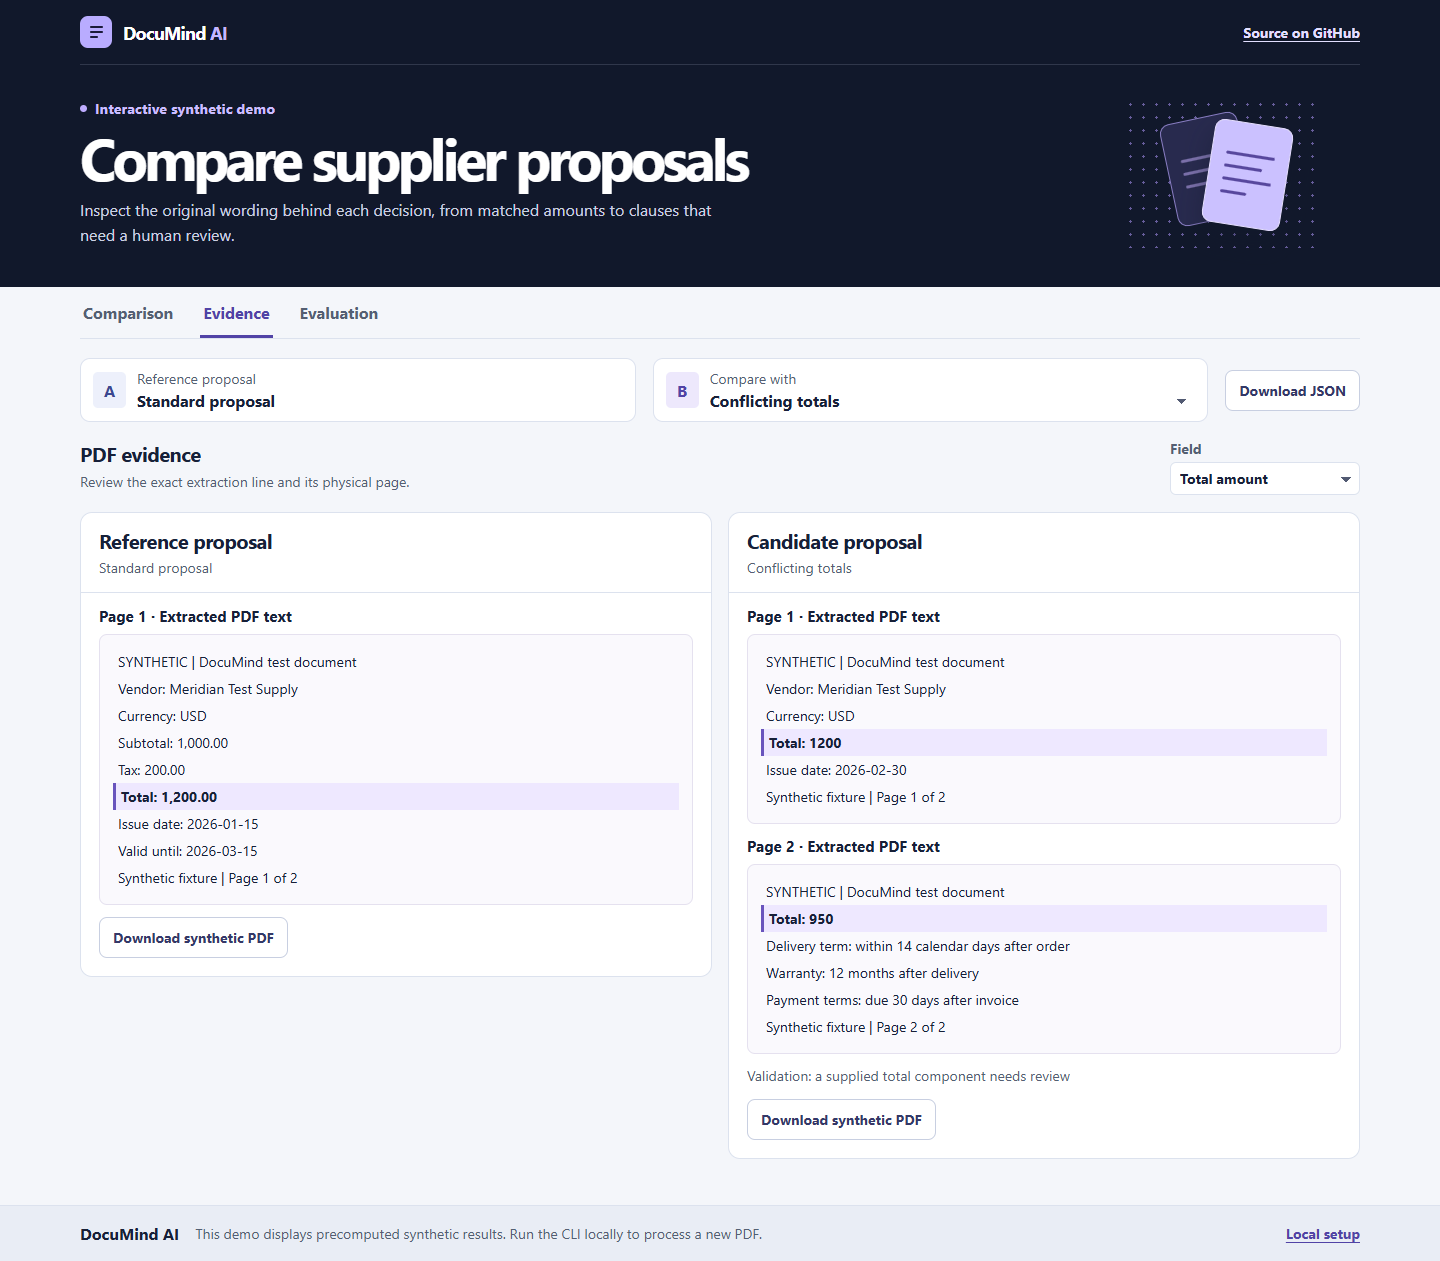 DocuMind AI
Source on GitHub
Interactive synthetic demo
Compare supplier proposals
Inspect the original wording behind each decision, from matched amounts to clauses that
need a human review.
Comparison
Evidence
Evaluation
A
Reference proposal
Standard proposal
B
Compare with
Conflicting totals
Download JSON
PDF evidence
Review the exact extraction line and its physical page.
Field
Total amount
Reference proposal
Standard proposal
Page 1 · Extracted PDF text
SYNTHETIC | DocuMind test document
Vendor: Meridian Test Supply
Currency: USD
Subtotal: 1,000.00
Tax: 200.00
Total: 1,200.00
Issue date: 2026-01-15
Valid until: 2026-03-15
Synthetic fixture | Page 1 of 2
Download synthetic PDF
Candidate proposal
Conflicting totals
Page 1 · Extracted PDF text
SYNTHETIC | DocuMind test document
Vendor: Meridian Test Supply
Currency: USD
Total: 1200
Issue date: 2026-02-30
Synthetic fixture | Page 1 of 2
Page 2 · Extracted PDF text
SYNTHETIC | DocuMind test document
Total: 950
Delivery term: within 14 calendar days after order
Warranty: 12 months after delivery
Payment terms: due 30 days after invoice
Synthetic fixture | Page 2 of 2
Validation: a supplied total component needs review
Download synthetic PDF
DocuMind AI
This demo displays precomputed synthetic results. Run the CLI locally to process a new PDF.
Local setup